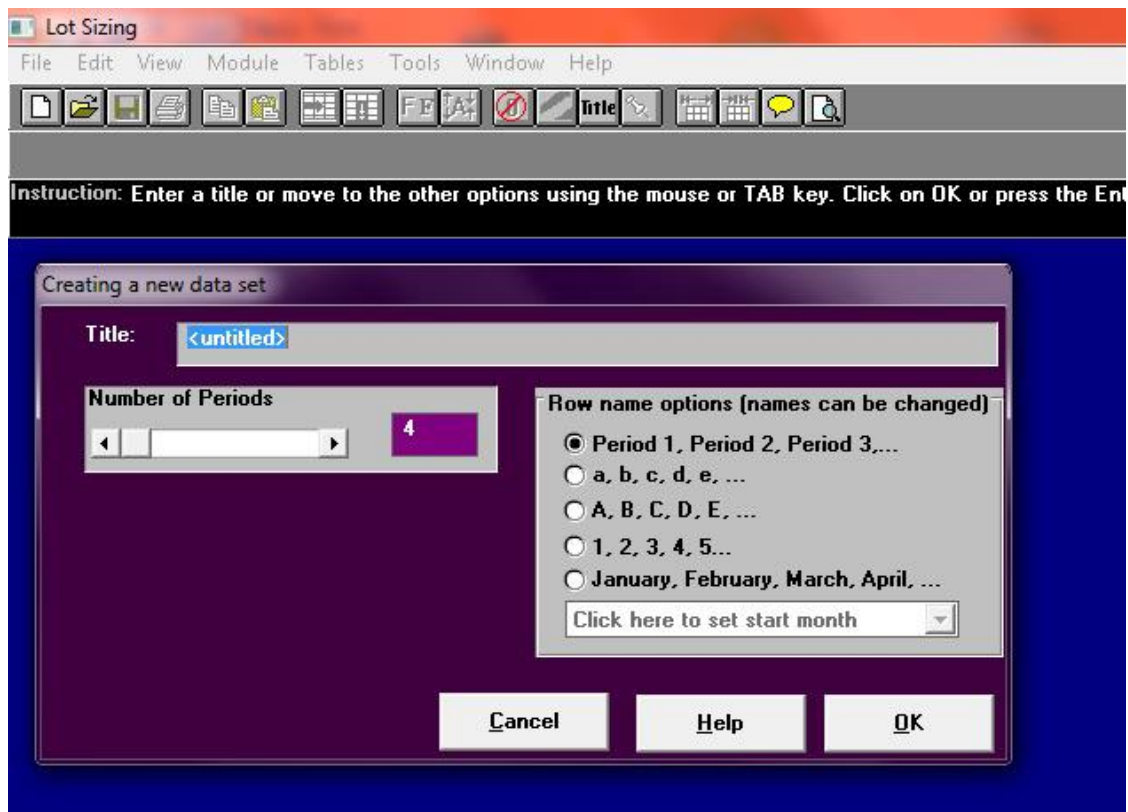 Lot Sizing
File Edit View Module Tables Tools Window Help
Title
Instruction: Enter a title or move to the other options using the mouse or TAB key. Click on OK or press the Ent
Creating a new data set
Title: <untitled>
Number of Periods
4
Row name options (names can be changed)
Period 1, Period 2, Period 3,...
a, b, c, d, e, ...
A, B, C, D, E, ...
1, 2, 3, 4, 5...
January, February, March, April, ...
Click here to set start month
Cancel Help OK